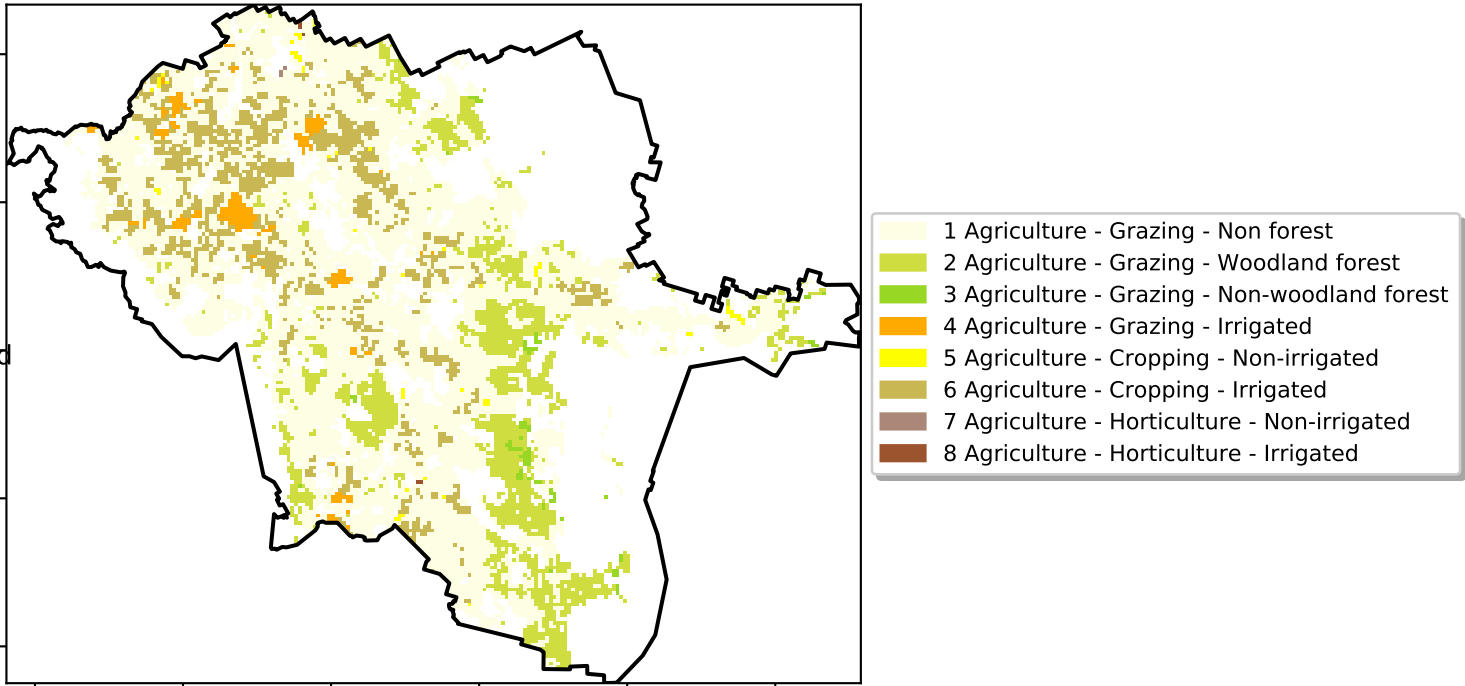 1 Agriculture - Grazing - Non forest
2 Agriculture - Grazing - Woodland forest
3 Agriculture - Grazing - Non-woodland forest
4 Agriculture - Grazing - Irrigated
5 Agriculture - Cropping - Non-irrigated
6 Agriculture - Cropping - Irrigated
7 Agriculture - Horticulture - Non-irrigated
8 Agriculture - Horticulture - Irrigated